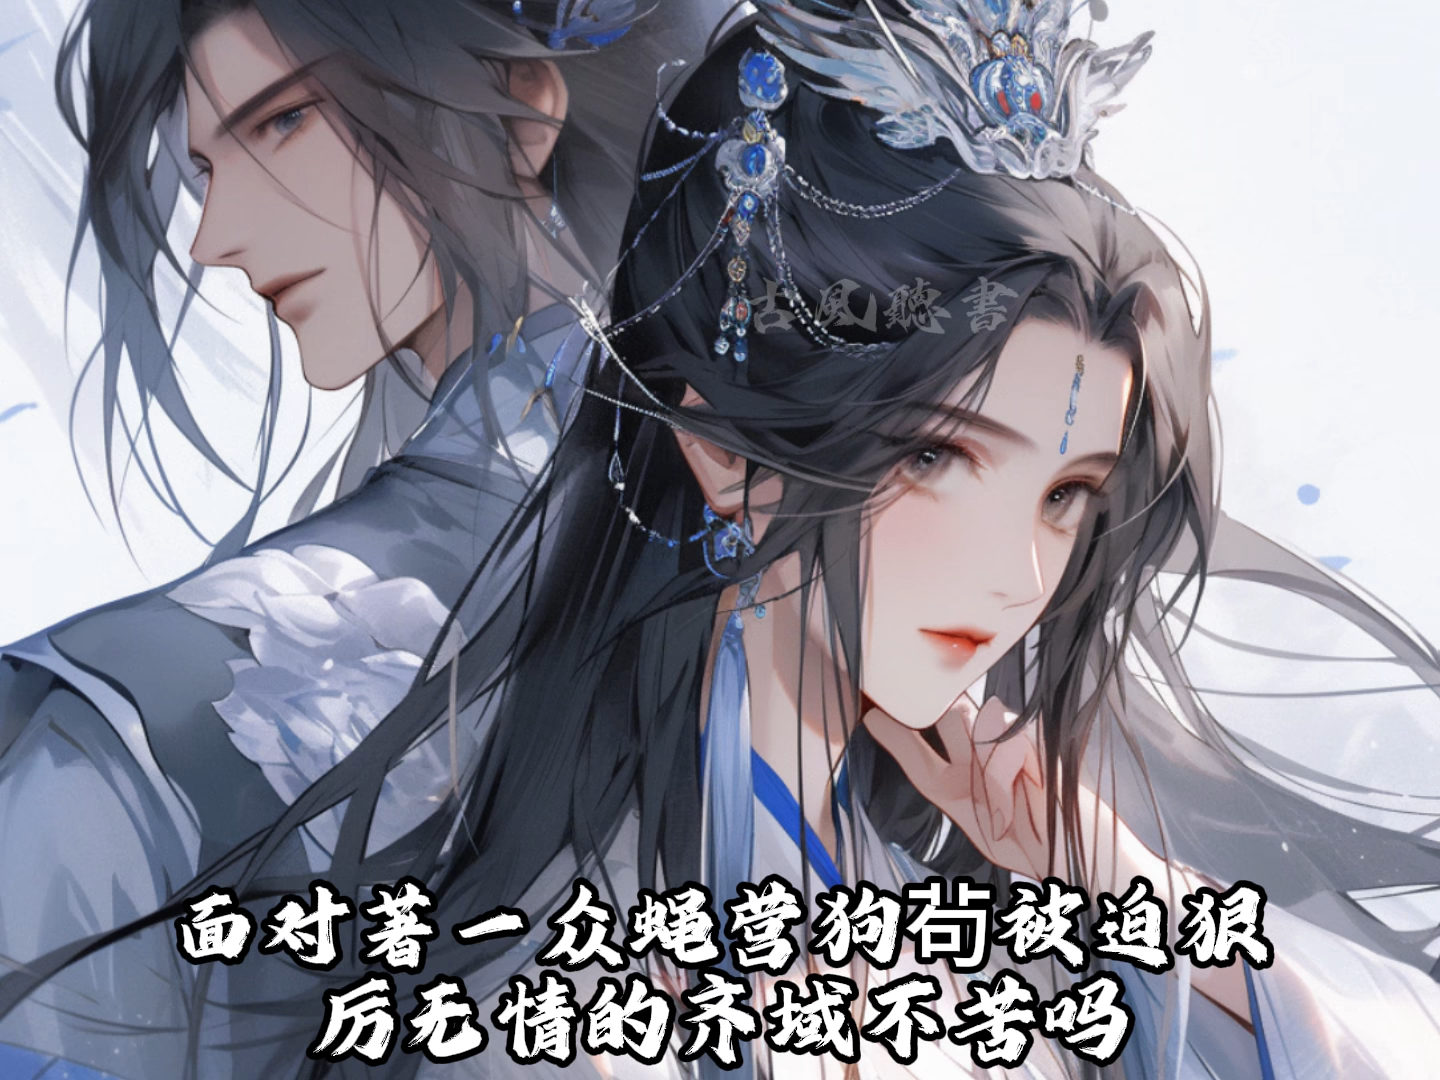 古風聽書
面对著一众蝇营狗茍被迫狠
厉无情的齐域不苦吗